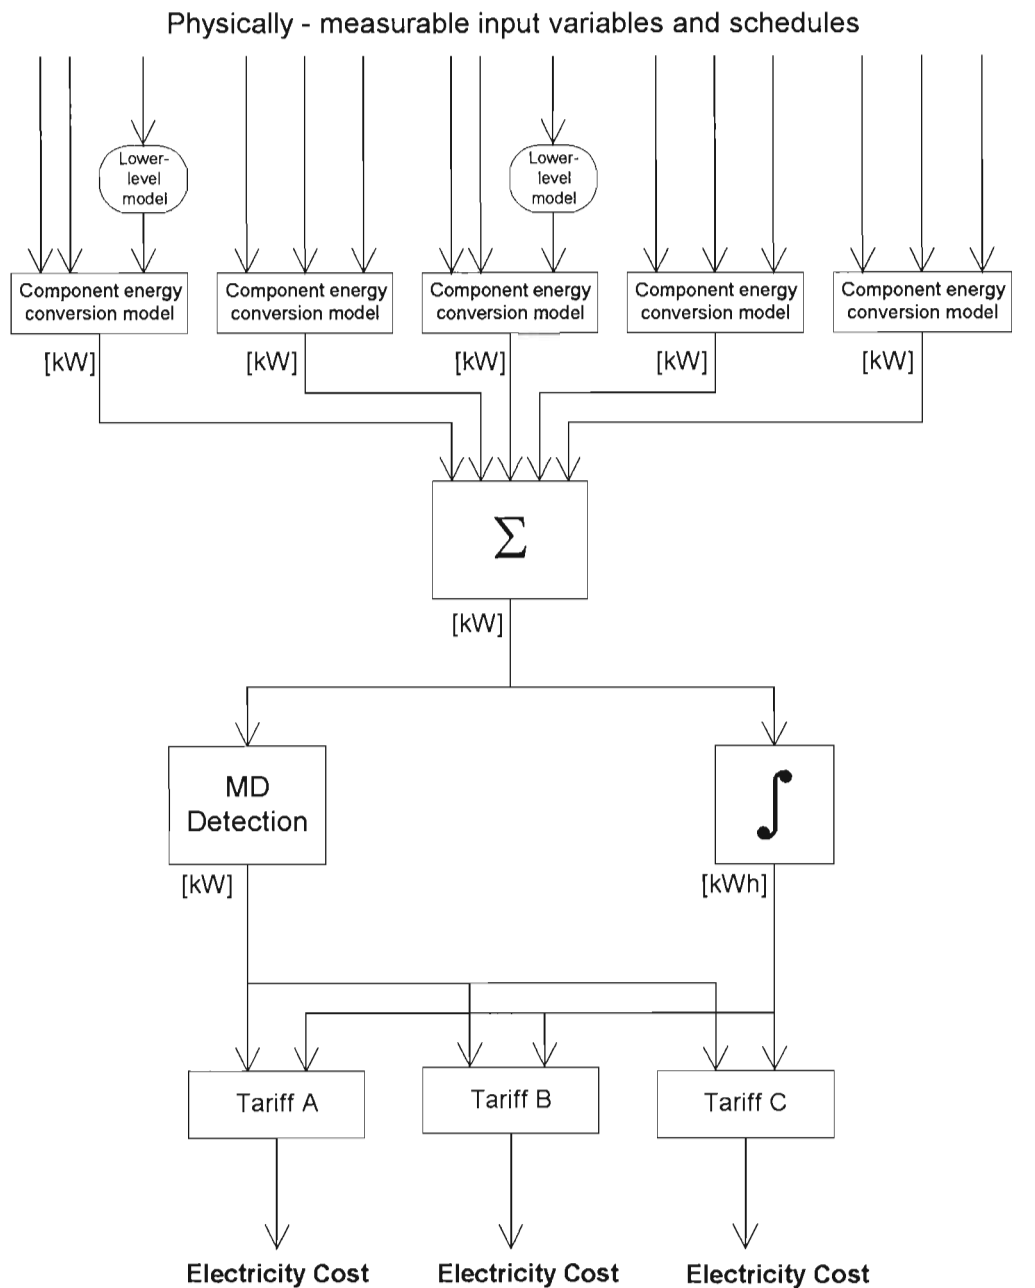 Physically - measurable input variables and schedules
Lower-
level
model
Lower-
level
model
Component energy
conversion model
Component energy
conversion model
Component energy
conversion model
Component energy
conversion model
Component energy
conversion model
[kW]
[kW]
[kW]
[kW]
[kW]
Σ
[kW]
MD
Detection
∫
[kW]
[kWh]
Tariff A
Tariff B
Tariff C
Electricity Cost
Electricity Cost
Electricity Cost